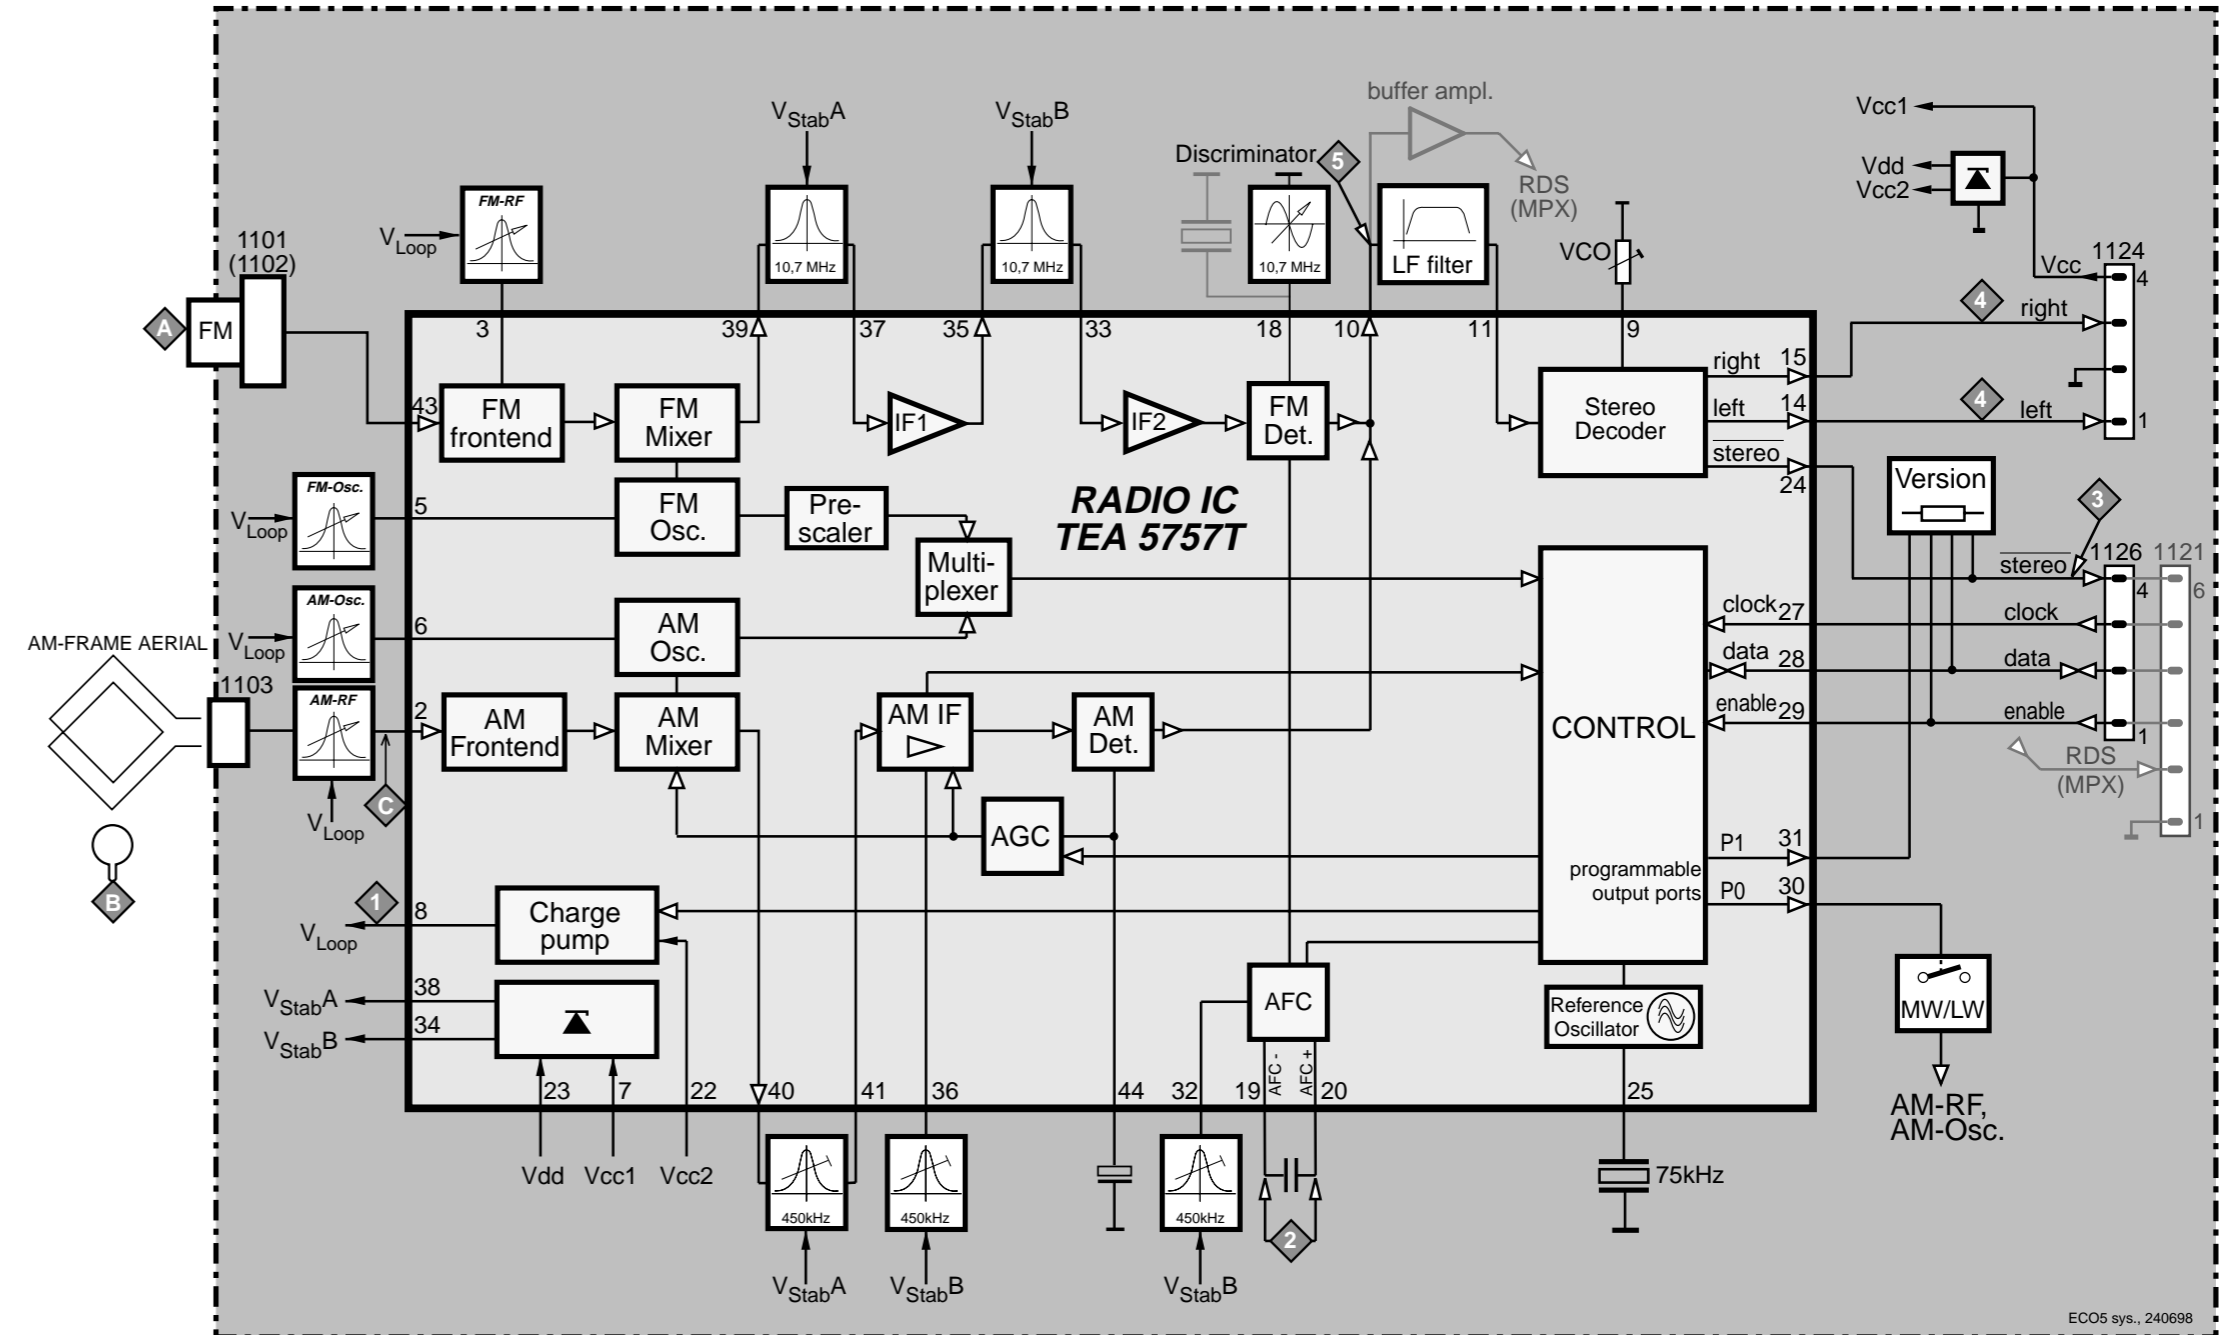 buffer ampl.
VStabA
VStabB
Discriminator
5
RDS
(MPX)
Vcc1
Vdd
Vcc2
FM-RF
VLoop
10,7 MHz
10,7 MHz
10,7 MHz
LF filter
VCO
Vcc
1124
4
1101
(1102)
A
FM
3
39
37
35
33
18
10
11
9
4
right
right
15
43
FM
frontend
FM
Mixer
IF1
IF2
FM
Det.
Stereo
Decoder
left
14
4
left
1
stereo
24
Version
3
FM-Osc.
VLoop
5
FM
Osc.
Pre-
scaler
RADIO IC
TEA 5757T
Multi-
plexer
stereo
1126
1121
4
6
AM-Osc.
VLoop
6
AM
Osc.
clock
27
clock
AM-FRAME AERIAL
1103
data
28
data
AM-RF
2
AM
Frontend
AM
Mixer
AM IF
AM
Det.
CONTROL
enable
29
enable
1
RDS
(MPX)
1
C
VLoop
AGC
B
P1
31
programmable
output ports
P0
30
1
8
VLoop
Charge
pump
VStabA
38
VStabB
34
AFC
Reference
Oscillator
MW/LW
AFC -
AFC +
23
7
22
40
41
36
44
32
19
20
25
AM-RF,
AM-Osc.
Vdd
Vcc1
Vcc2
450kHz
450kHz
450kHz
2
75kHz
VStabA
VStabB
VStabB
ECO5 sys., 240698